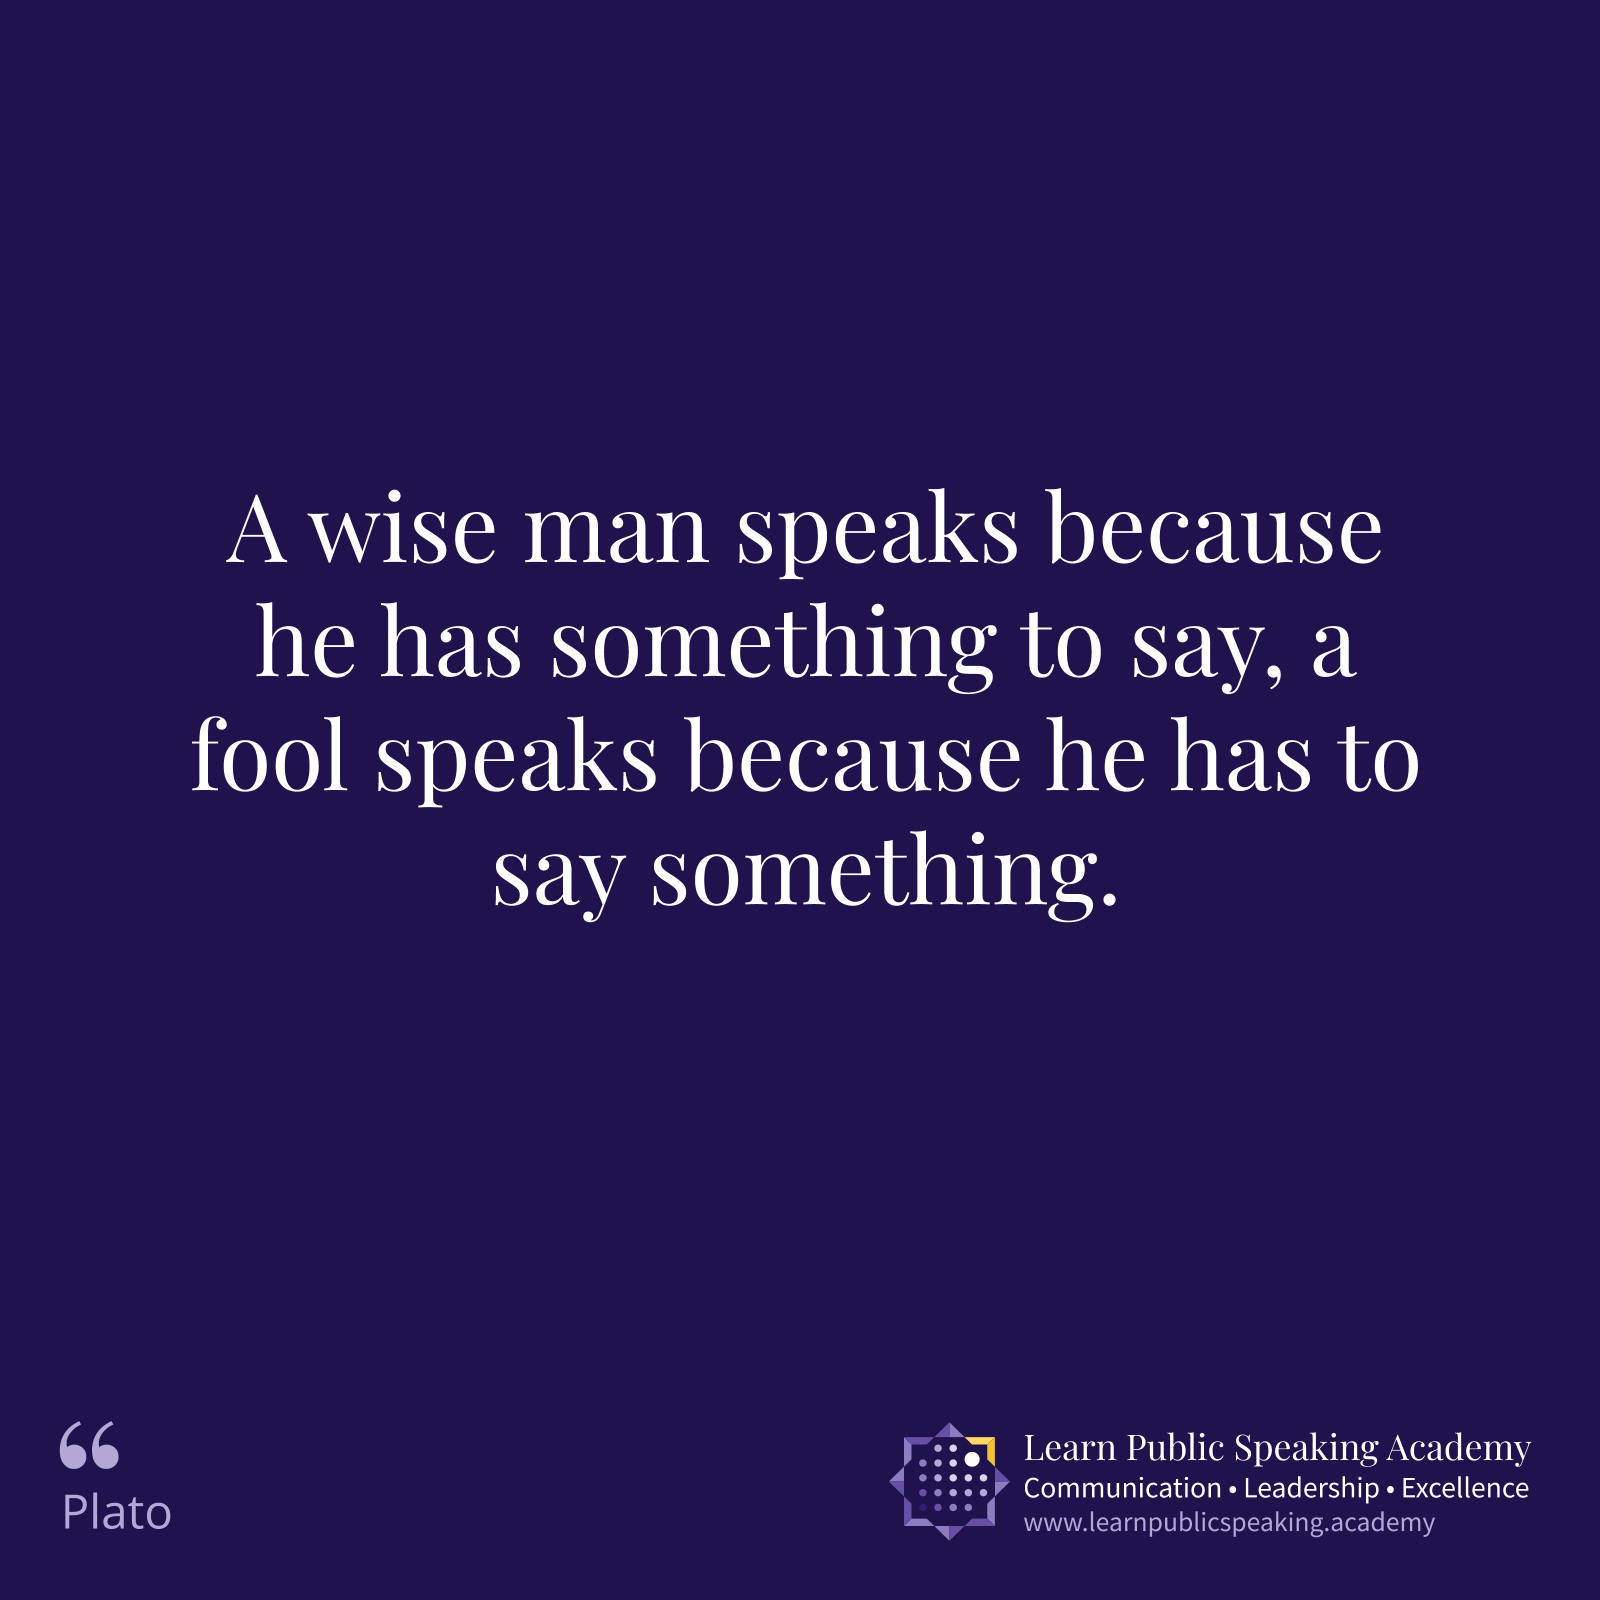 A wise man speaks because
he has something to say, a
fool speaks because he has to
say something.
“
Plato
Learn Public Speaking Academy
Communication • Leadership • Excellence
www.learnpublicspeaking.academy